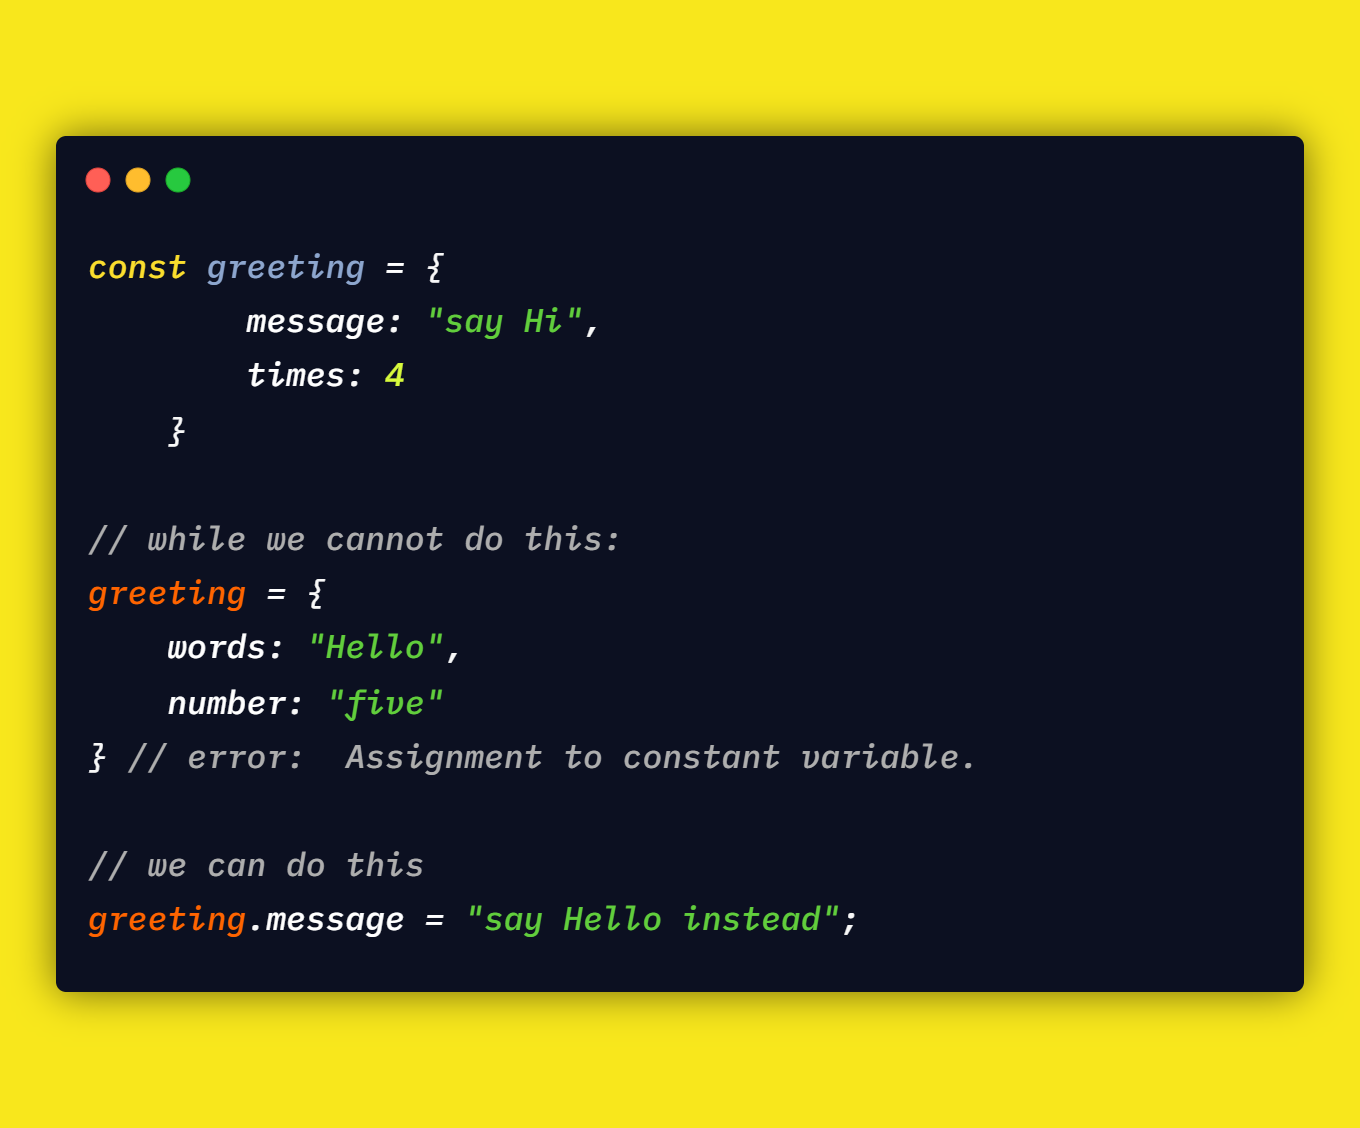 const greeting = {
        message: "say Hi",
        times: 4
    }
// while we cannot do this:
greeting = {
    words: "Hello",
    number: "five"
} // error:  Assignment to constant variable.
// we can do this
greeting.message = "say Hello instead";